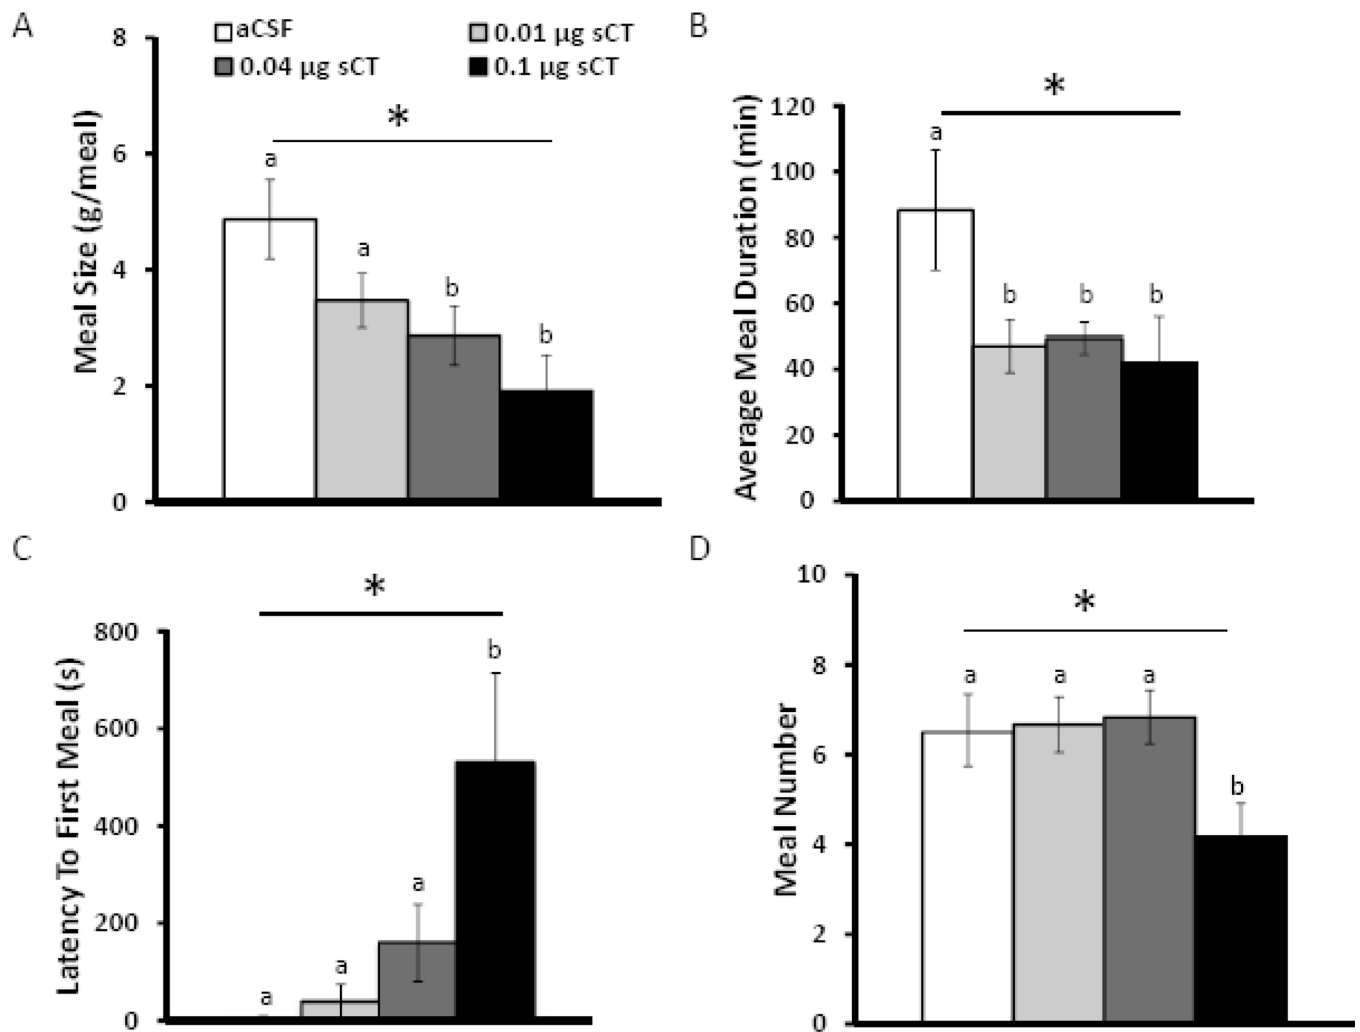 A
8
6
4
2
0
Meal Size (g/meal)
aCSF
0.01 µg sCT
0.04 µg sCT
0.1 µg sCT
*
a
a
b
b
B
120
100
80
60
40
20
0
Average Meal Duration (min)
*
a
b
b
b
C
800
600
400
200
0
Latency To First Meal (s)
*
a
a
a
b
D
10
8
6
4
2
0
Meal Number
*
a
a
a
b